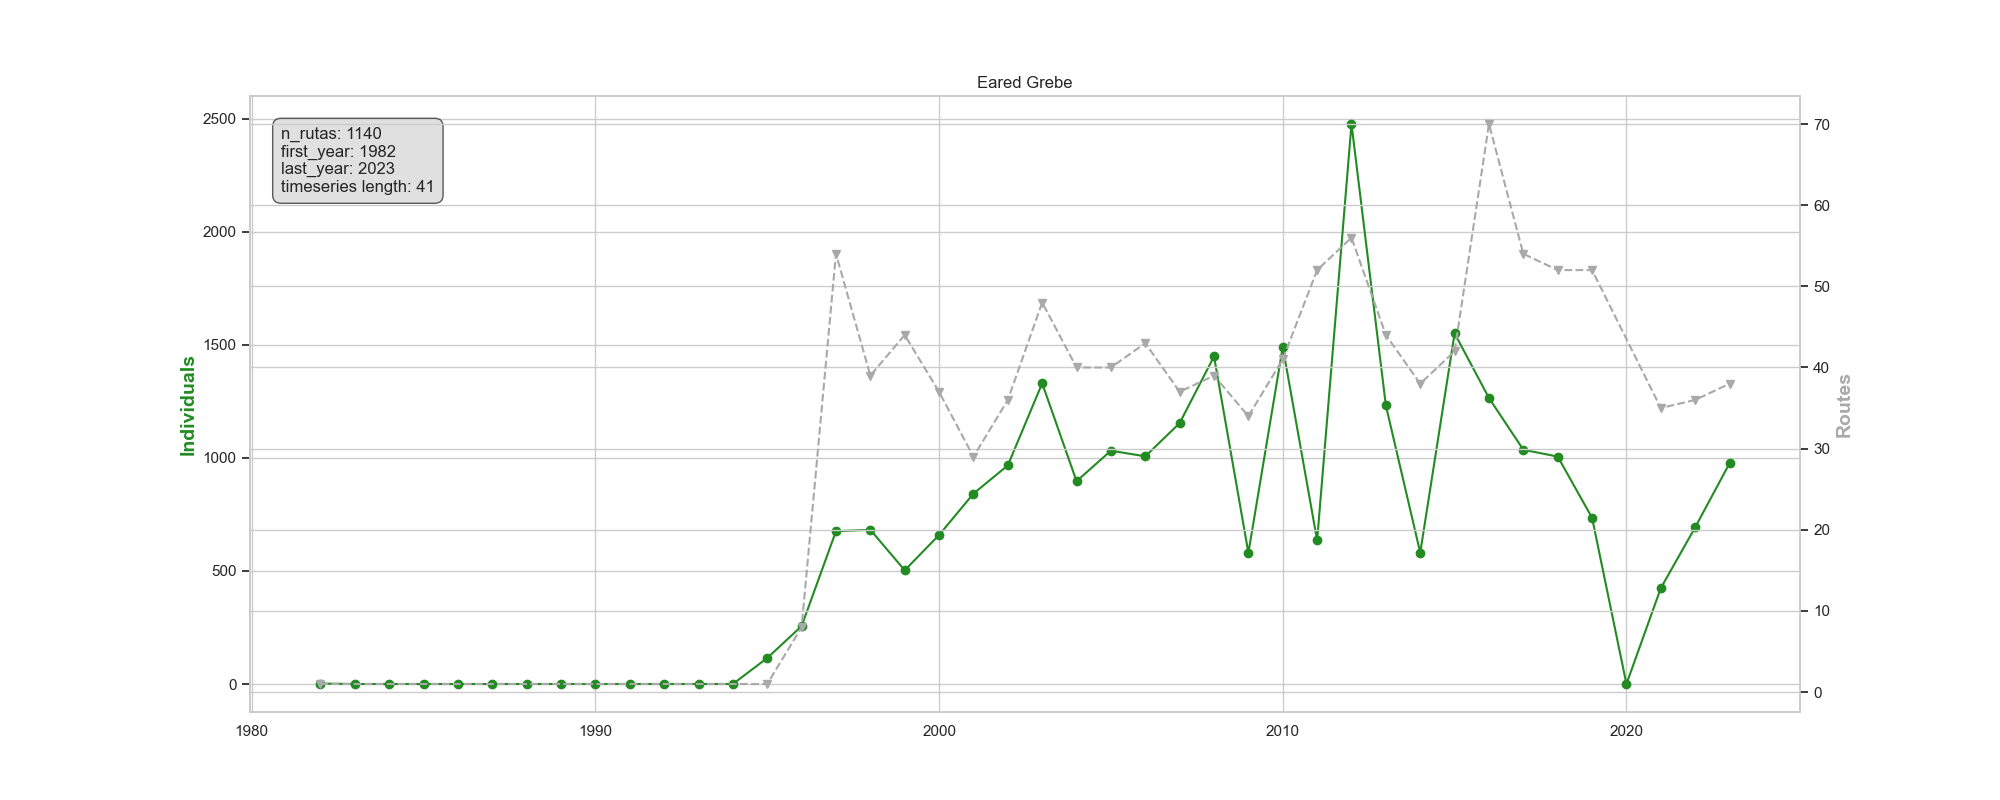 Eared Grebe
n_rutas: 1140
first_year: 1982
last_year: 2023
timeseries length: 41
Individuals
2500
2000
1500
1000
500
0
Routes
70
60
50
40
30
20
10
0
1980
1990
2000
2010
2020